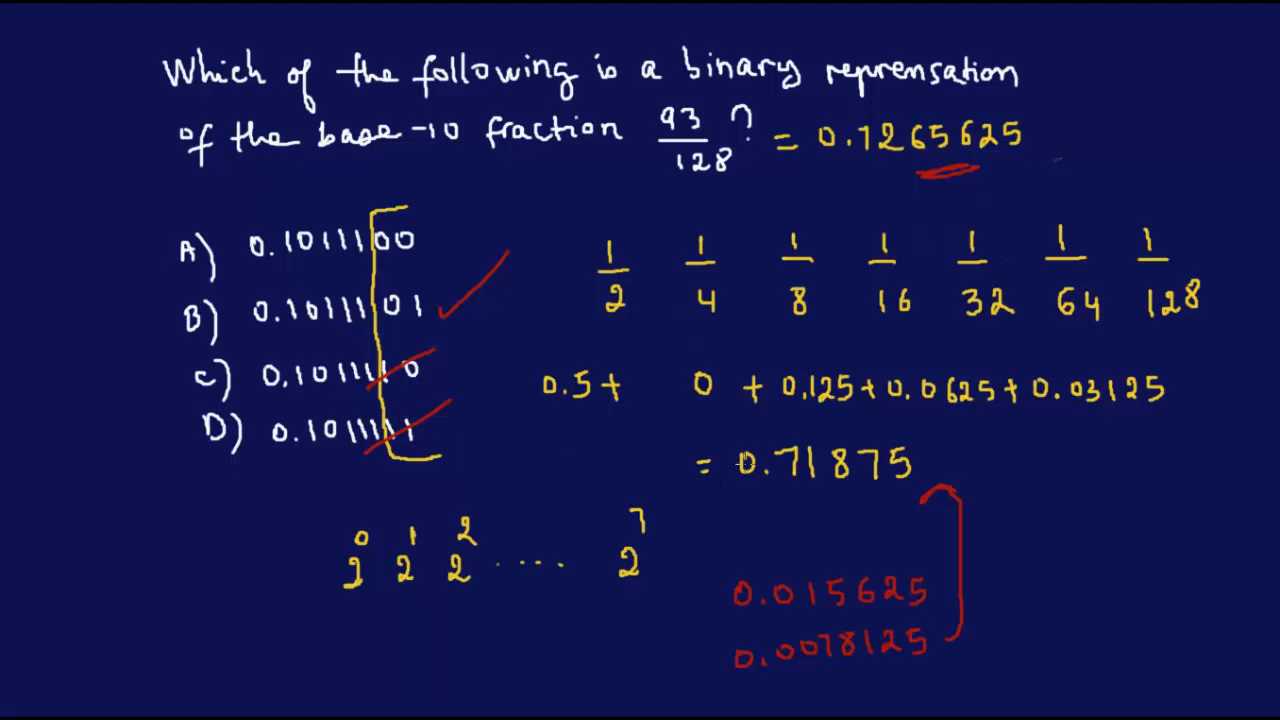 Which of the following is a binary reprensation
of the base-10 fraction 93/128? = 0.7265625
A) 0.1011100
B) 0.1011101
C) 0.1011110
D) 0.1011111
1/2 1/4 1/8 1/16 1/32 1/64 1/128
0.5 + 0 + 0.125 + 0.0625 + 0.03125
= 0.71875
2^0 2^1 2^2 ..... 2^7
0.015625
0.0078125